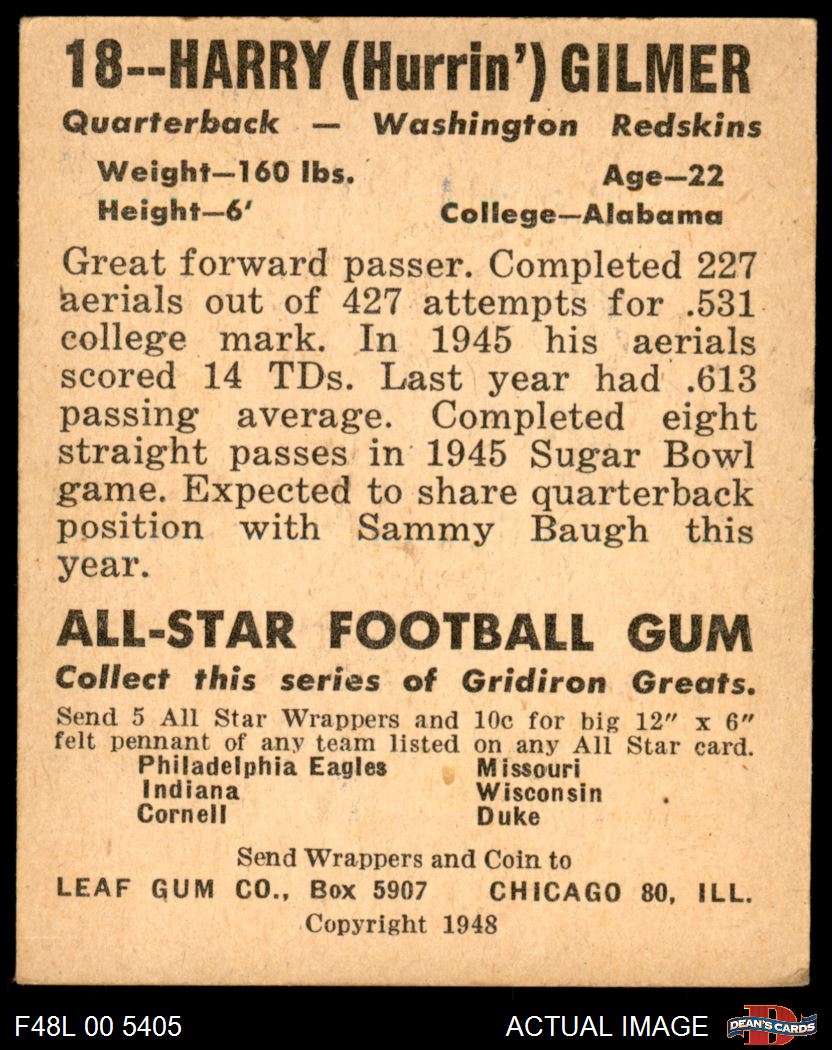 18--HARRY (Hurrin') GILMER
Quarterback — Washington Redskins
Weight—160 lbs. Age—22
Height—6' College—Alabama
Great forward passer. Completed 227
aerials out of 427 attempts for .531
college mark. In 1945 his aerials
scored 14 TDs. Last year had .613
passing average. Completed eight
straight passes in 1945 Sugar Bowl
game. Expected to share quarterback
position with Sammy Baugh this
year.
ALL-STAR FOOTBALL GUM
Collect this series of Gridiron Greats.
Send 5 All Star Wrappers and 10c for big 12" x 6"
felt pennant of any team listed on any All Star card.
Philadelphia Eagles Missouri
Indiana Wisconsin
Cornell Duke
Send Wrappers and Coin to
LEAF GUM CO., Box 5907 CHICAGO 80, ILL.
Copyright 1948
F48L 00 5405 ACTUAL IMAGE D DEAN'S CARDS